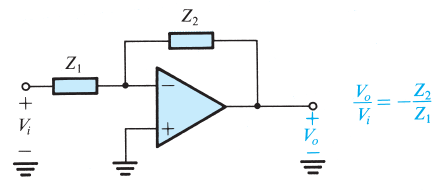 Z₂
Z₁
−
+
+
Vᵢ
−
+
Vₒ
−
Vₒ/Vᵢ = −Z₂/Z₁